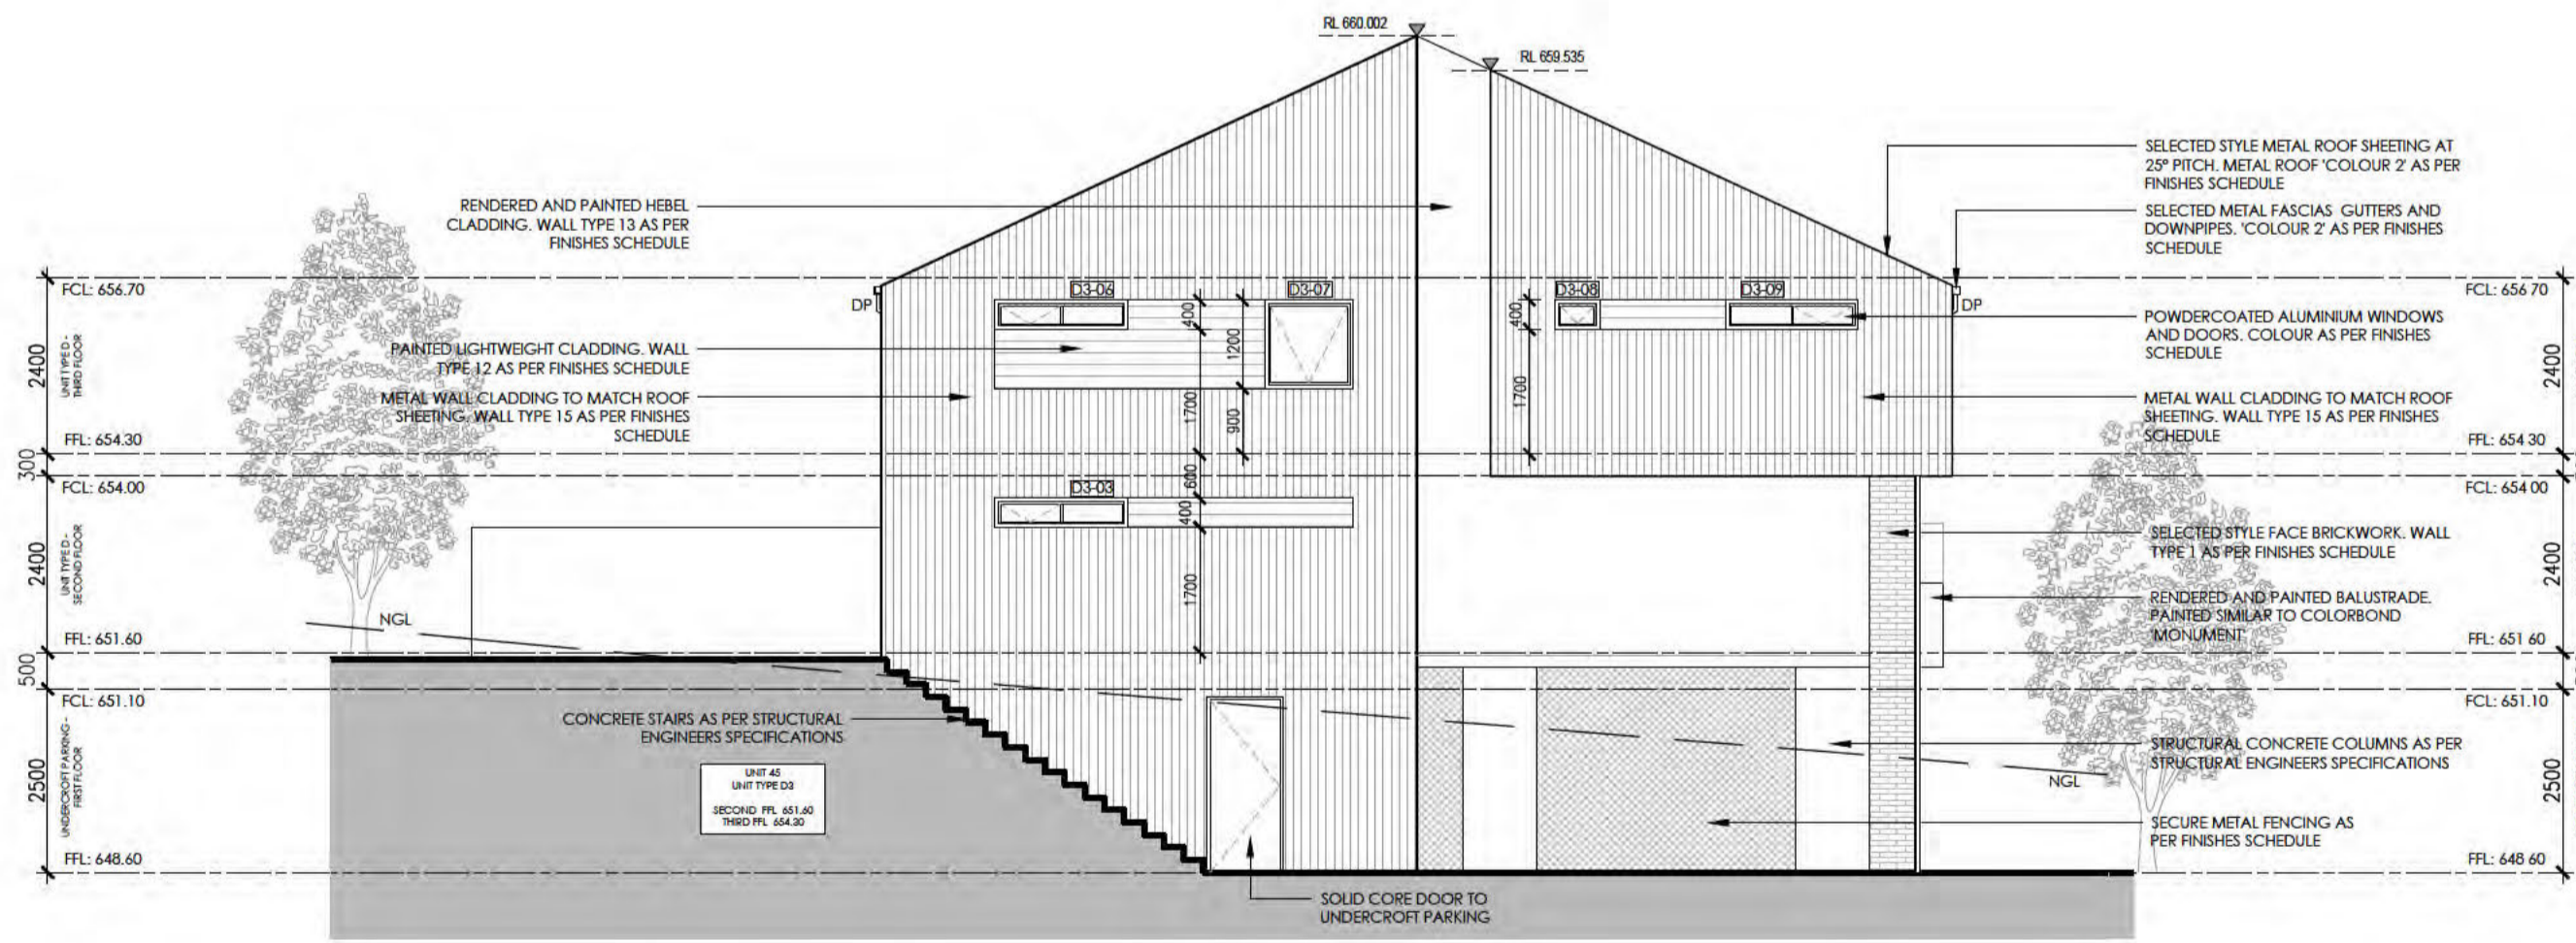 RL 660.002
RL 659.535
RENDERED AND PAINTED HEBEL
CLADDING. WALL TYPE 13 AS PER
FINISHES SCHEDULE
PAINTED LIGHTWEIGHT CLADDING. WALL
TYPE 12 AS PER FINISHES SCHEDULE
METAL WALL CLADDING TO MATCH ROOF
SHEETING. WALL TYPE 15 AS PER FINISHES
SCHEDULE
FCL: 656.70
2400
UNIT TYPE D -
THIRD FLOOR
FFL: 654.30
300
FCL: 654.00
2400
UNIT TYPE D -
SECOND FLOOR
FFL: 651.60
500
FCL: 651.10
2500
UNDERCROFT PARKING -
FIRST FLOOR
FFL: 648.60
NGL
DP
D3-06
D3-07
400
1200
1700
900
600
D3-03
400
1700
D3-08
D3-09
400
1700
DP
CONCRETE STAIRS AS PER STRUCTURAL
ENGINEERS SPECIFICATIONS
UNIT 45
UNIT TYPE D3
SECOND FFL 651.60
THIRD FFL 654.30
SOLID CORE DOOR TO
UNDERCROFT PARKING
SELECTED STYLE METAL ROOF SHEETING AT
25° PITCH. METAL ROOF 'COLOUR 2' AS PER
FINISHES SCHEDULE
SELECTED METAL FASCIAS GUTTERS AND
DOWNPIPES. 'COLOUR 2' AS PER FINISHES
SCHEDULE
POWDERCOATED ALUMINIUM WINDOWS
AND DOORS. COLOUR AS PER FINISHES
SCHEDULE
METAL WALL CLADDING TO MATCH ROOF
SHEETING. WALL TYPE 15 AS PER FINISHES
SCHEDULE
SELECTED STYLE FACE BRICKWORK. WALL
TYPE 1 AS PER FINISHES SCHEDULE
RENDERED AND PAINTED BALUSTRADE.
PAINTED SIMILAR TO COLORBOND
'MONUMENT'
STRUCTURAL CONCRETE COLUMNS AS PER
STRUCTURAL ENGINEERS SPECIFICATIONS
NGL
SECURE METAL FENCING AS
PER FINISHES SCHEDULE
FCL: 656 70
2400
FFL: 654 30
FCL: 654 00
2400
FFL: 651 60
FCL: 651.10
2500
FFL: 648 60